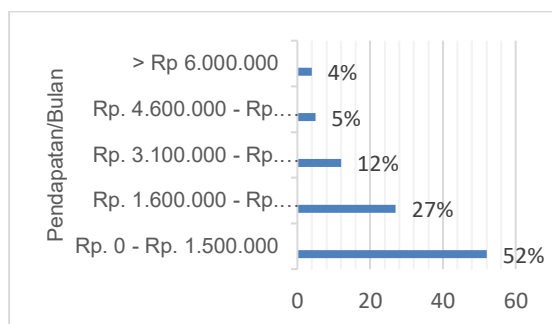 Pendapatan/Bulan
> Rp 6.000.000
4%
Rp. 4.600.000 - Rp.…
5%
Rp. 3.100.000 - Rp.…
12%
Rp. 1.600.000 - Rp.…
27%
Rp. 0 - Rp. 1.500.000
52%
0 20 40 60